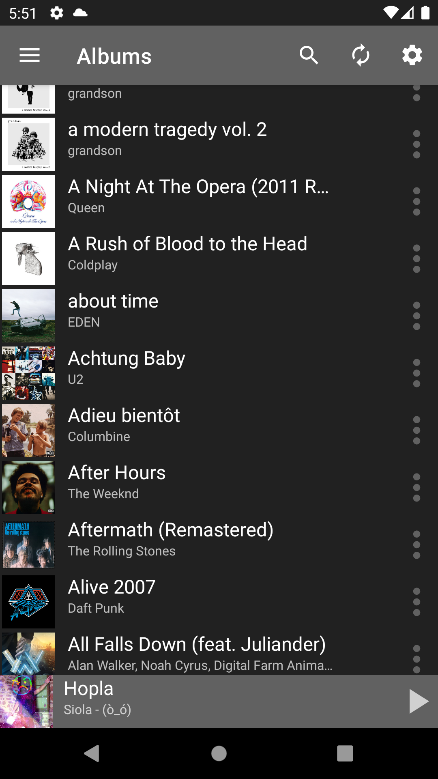 5:51
Albums
grandson
a modern tragedy vol. 2
grandson
A Night At The Opera (2011 R...
Queen
A Rush of Blood to the Head
Coldplay
about time
EDEN
Achtung Baby
U2
Adieu bientôt
Columbine
After Hours
The Weeknd
AFTERMATH
Aftermath (Remastered)
The Rolling Stones
Alive 2007
Daft Punk
All Falls Down (feat. Juliander)
Alan Walker, Noah Cyrus, Digital Farm Anima...
Hopla
Siola - (ò_ó)